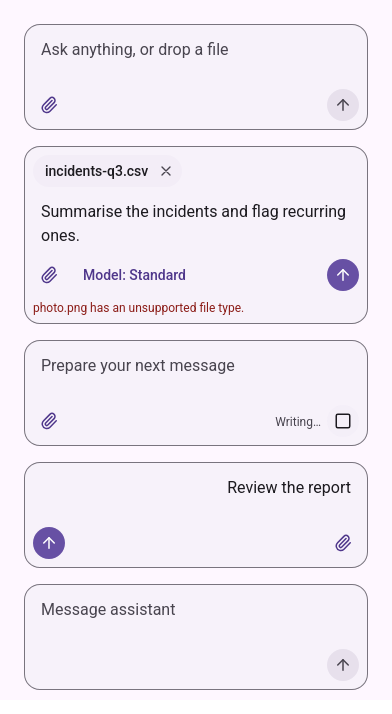 Ask anything, or drop a file
incidents-q3.csv
Summarise the incidents and flag recurring
ones.
Model: Standard
photo.png has an unsupported file type.
Prepare your next message
Writing…
Review the report
Message assistant